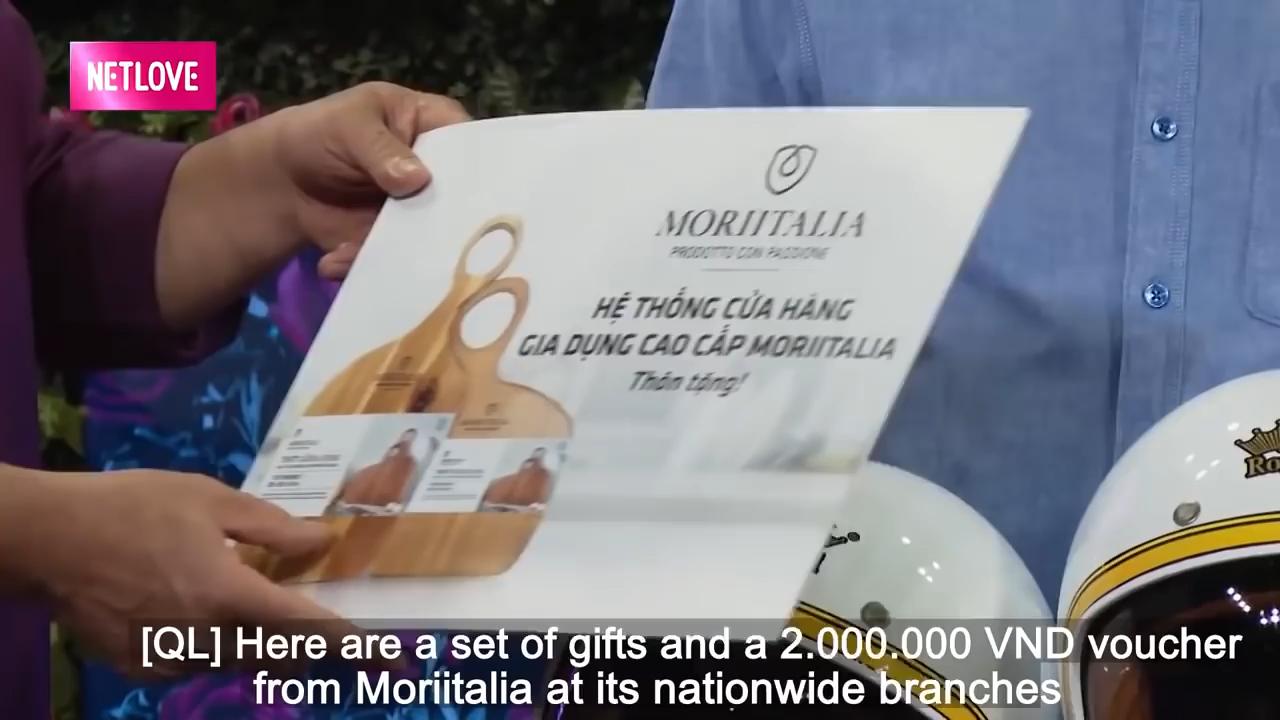 NETLOVE
MORIITALIA
PRODOTTO CON PASSIONE
HỆ THỐNG CỬA HÀNG
GIA DỤNG CAO CẤP MORIITALIA
Thân tặng!
Ro
[QL] Here are a set of gifts and a 2.000.000 VND voucher
from Moriitalia at its nationwide branches